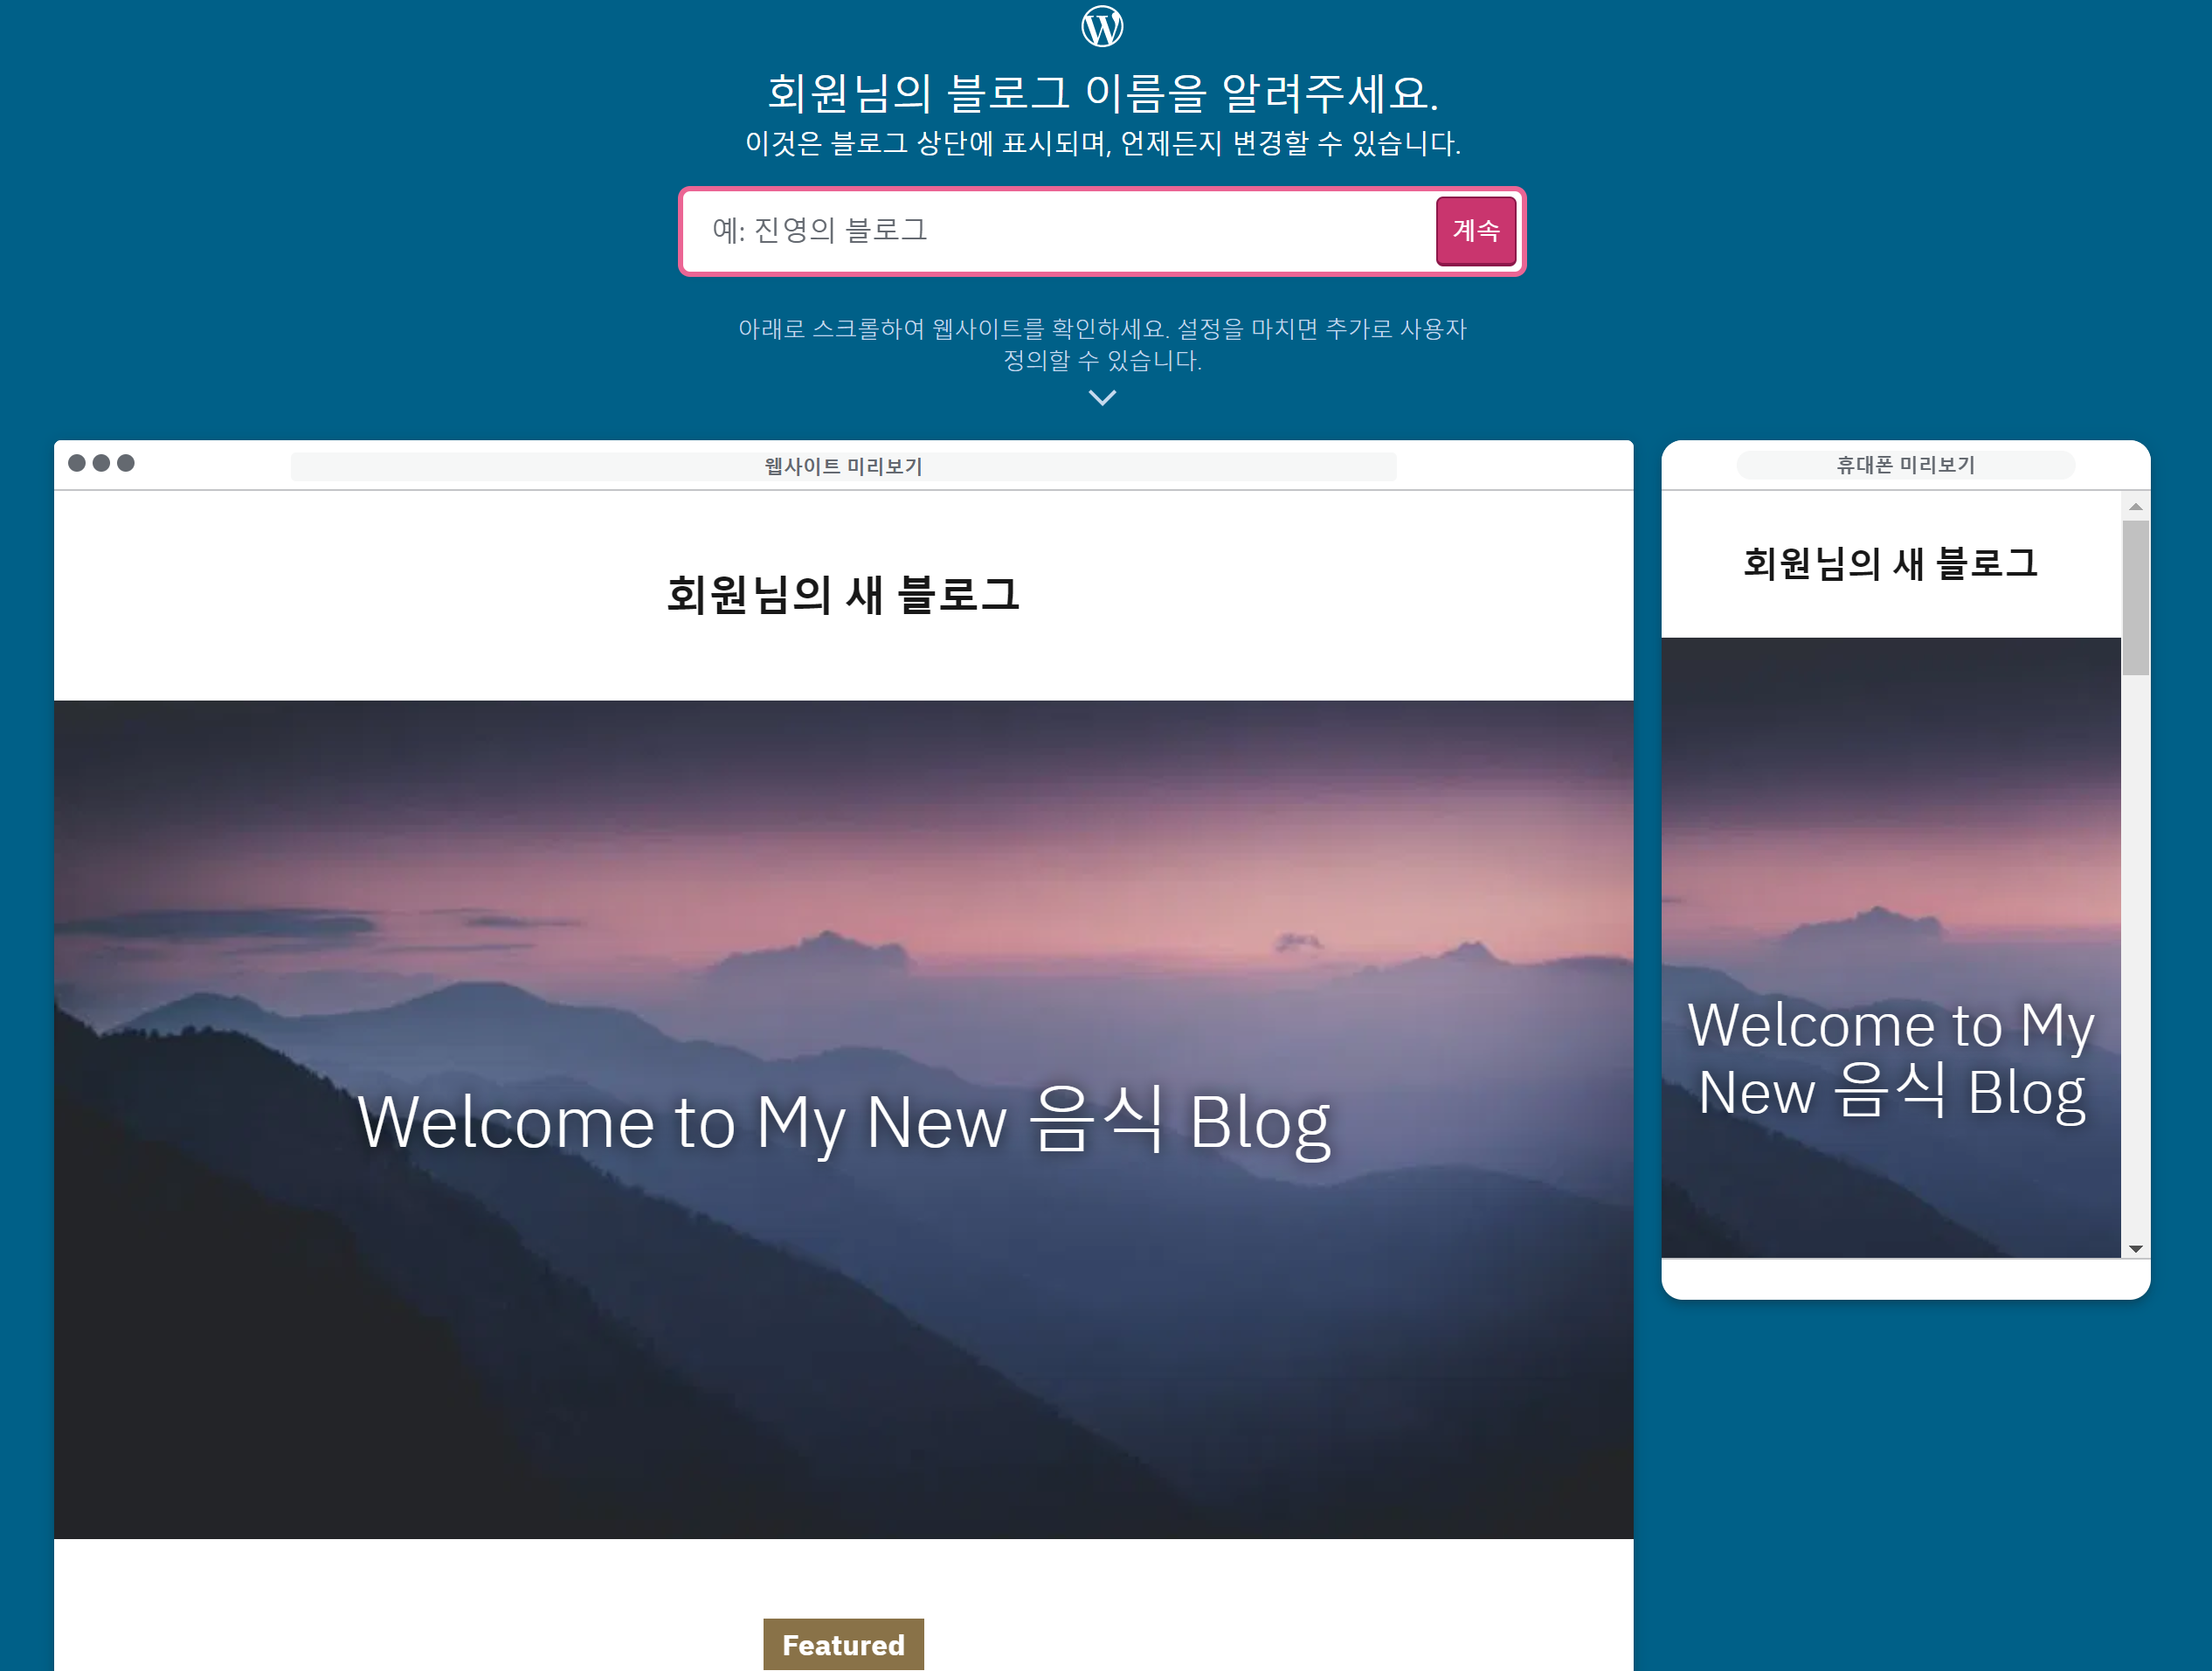 회원님의 블로그 이름을 알려주세요.
이것은 블로그 상단에 표시되며, 언제든지 변경할 수 있습니다.
예: 진영의 블로그
계속
아래로 스크롤하여 웹사이트를 확인하세요. 설정을 마치면 추가로 사용자
정의할 수 있습니다.
웹사이트 미리보기
회원님의 새 블로그
Welcome to My New 음식 Blog
Featured
휴대폰 미리보기
회원님의 새 블로그
Welcome to My
New 음식 Blog